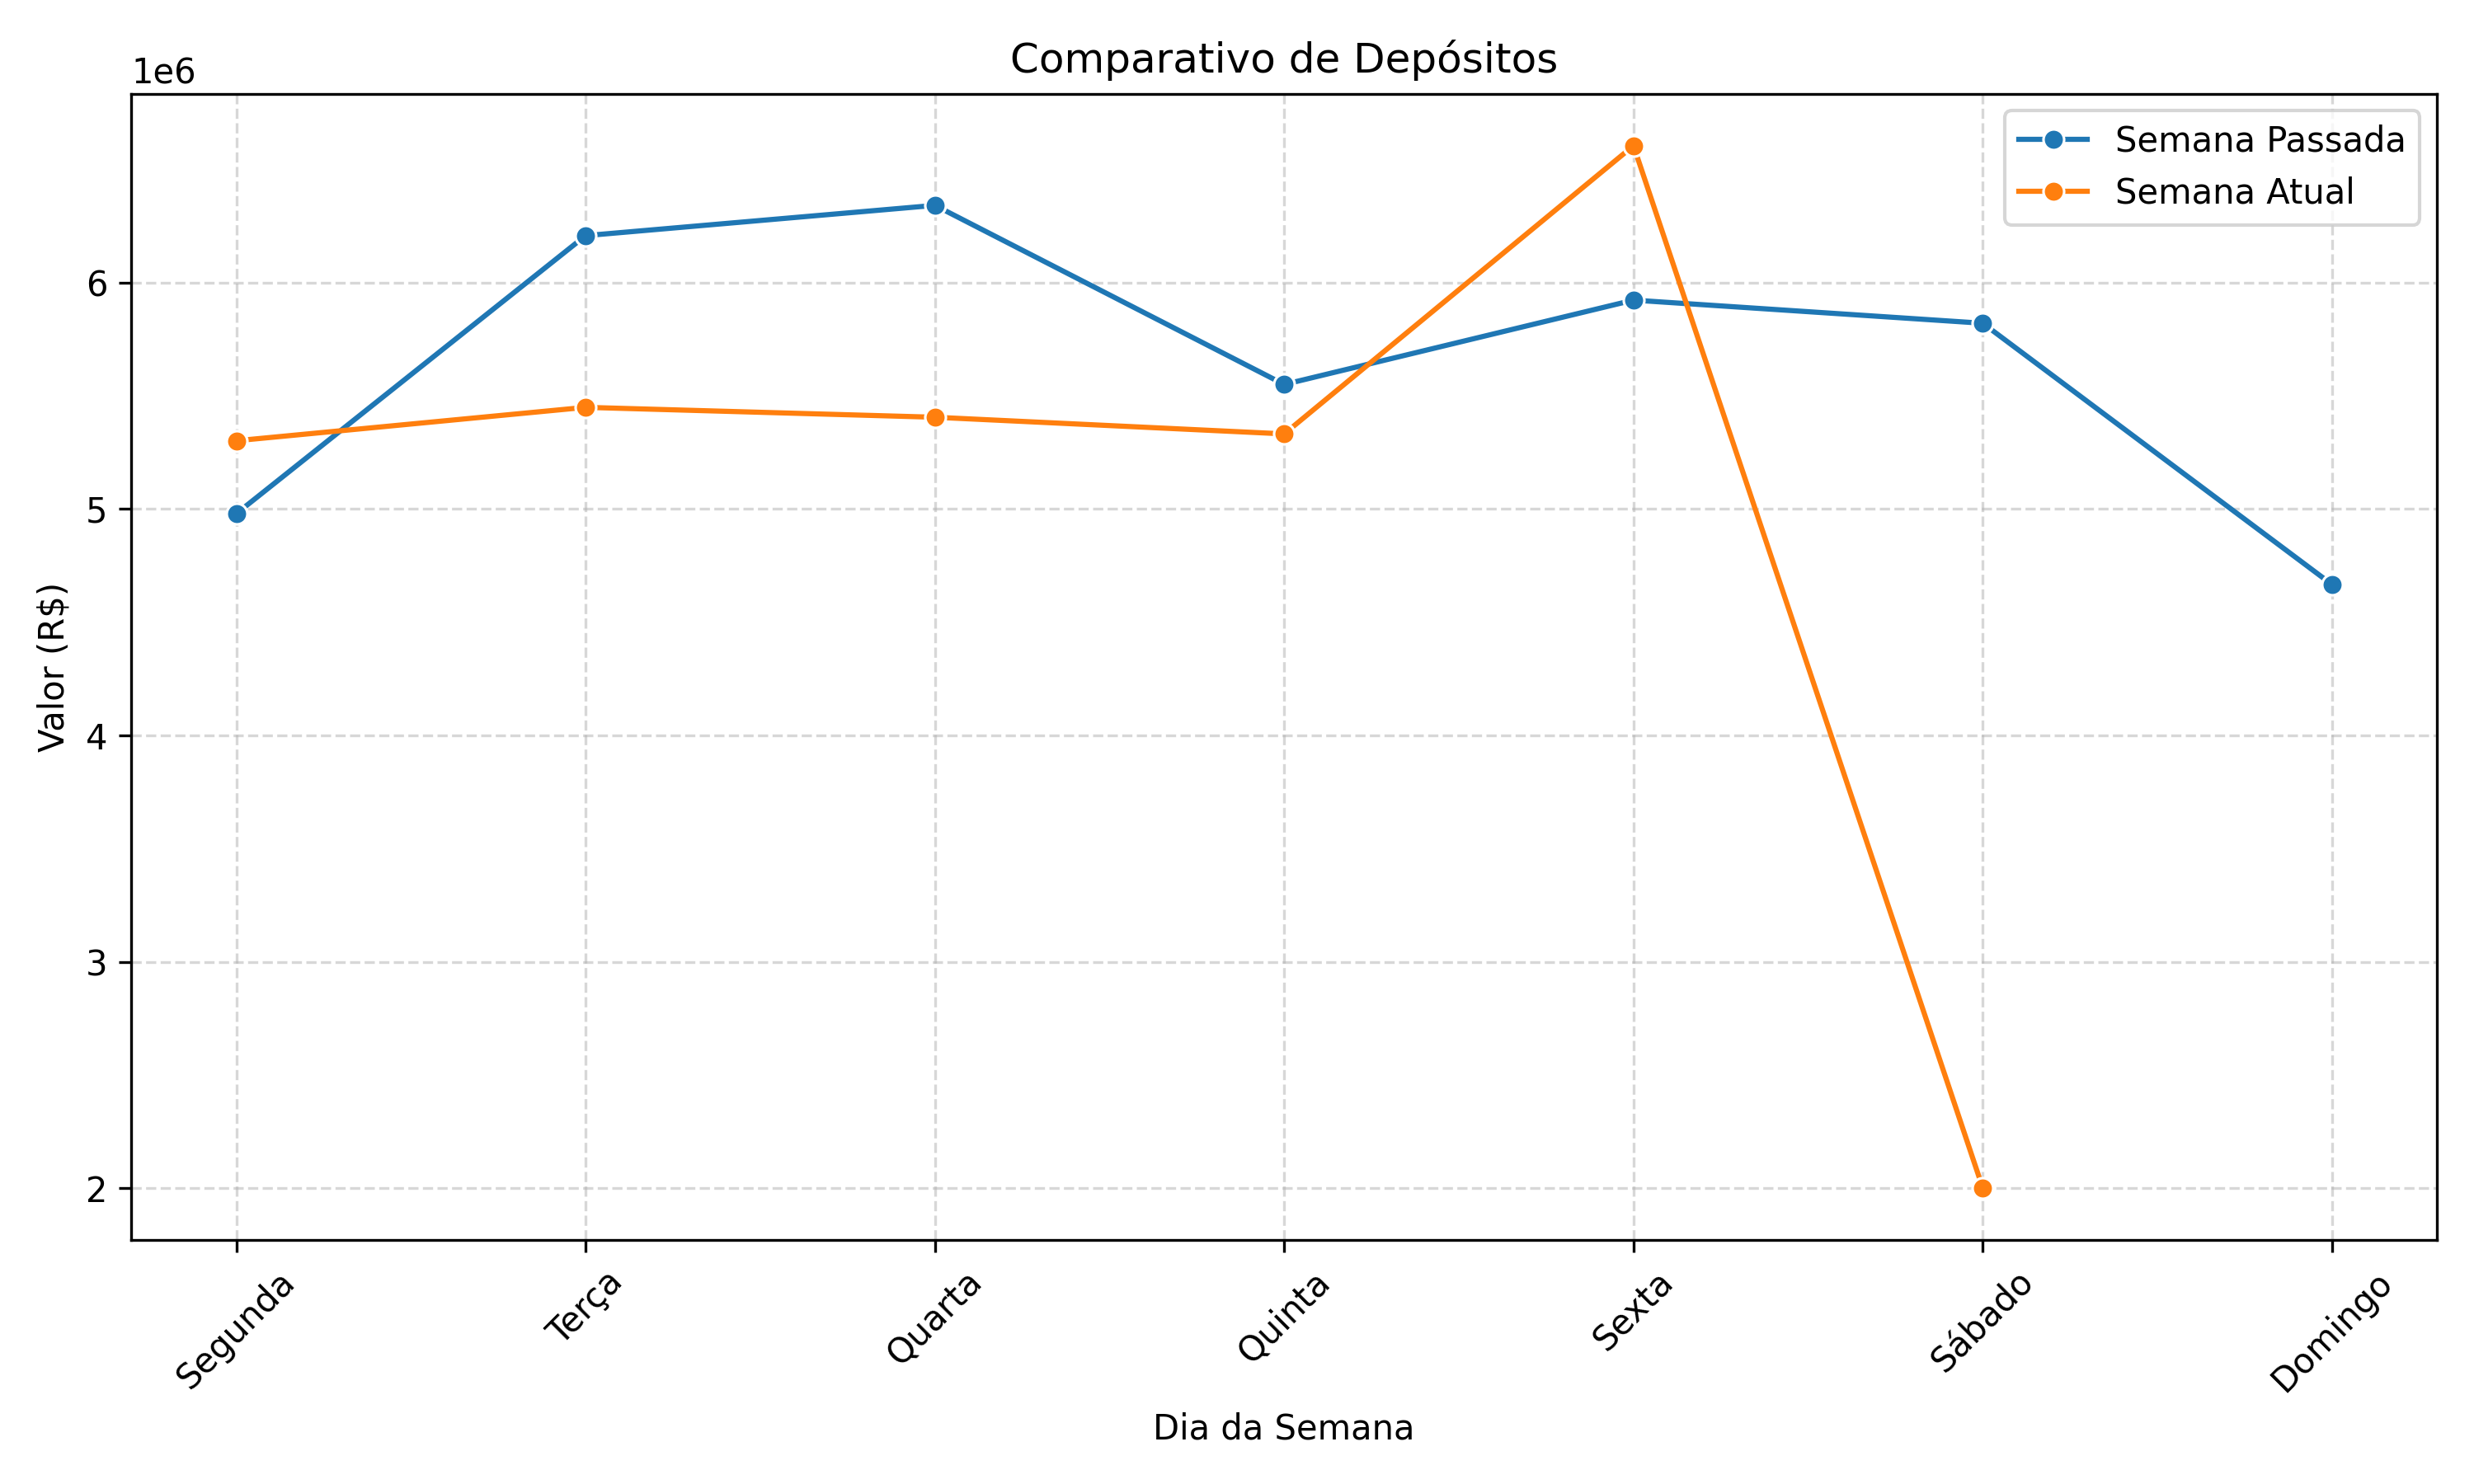 Comparativo de Depósitos
1e6
Semana Passada
Semana Atual
6
5
4
3
2
Valor (R$)
Segunda
Terça
Quarta
Quinta
Sexta
Sábado
Domingo
Dia da Semana